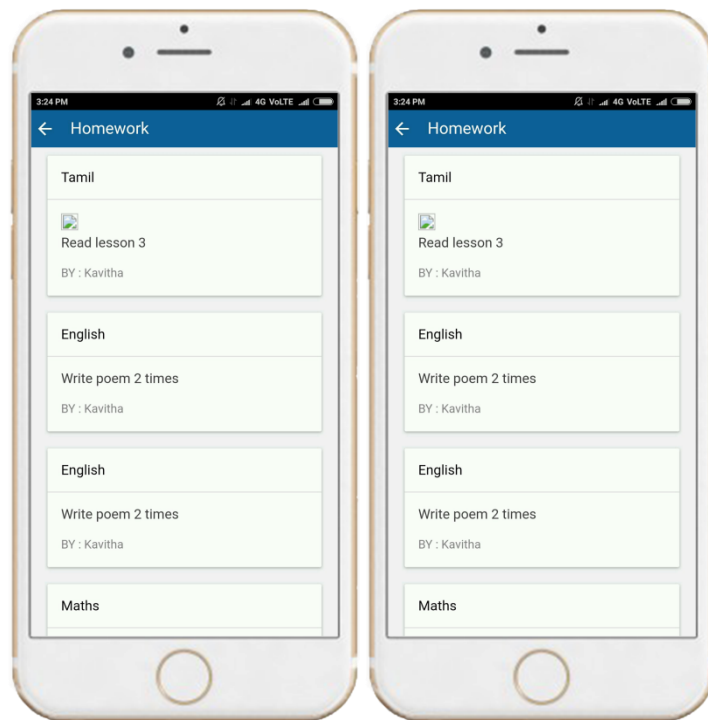 3:24 PM 4G VoLTE
Homework
Tamil
Read lesson 3
BY : Kavitha
English
Write poem 2 times
BY : Kavitha
English
Write poem 2 times
BY : Kavitha
Maths
3:24 PM 4G VoLTE
Homework
Tamil
Read lesson 3
BY : Kavitha
English
Write poem 2 times
BY : Kavitha
English
Write poem 2 times
BY : Kavitha
Maths